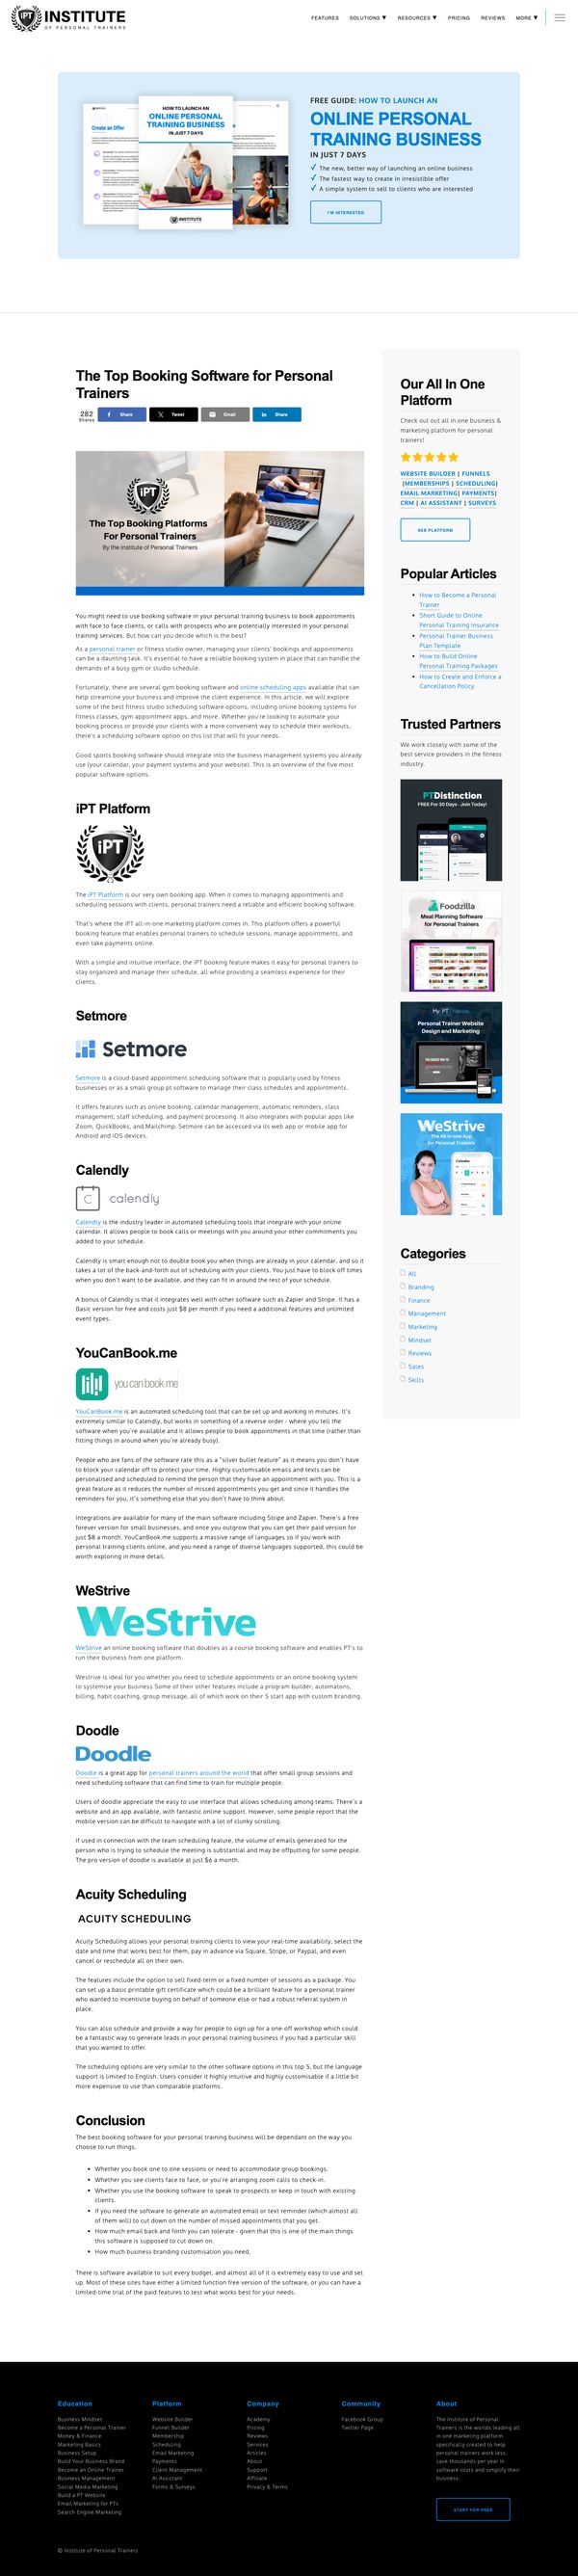 INSTITUTE
OF PERSONAL TRAINERS
FEATURES SOLUTIONS ▼ RESOURCES ▼ PRICING REVIEWS MORE ▼
HOW TO LAUNCH AN
ONLINE PERSONAL
TRAINING BUSINESS
IN JUST 7 DAYS
Create an Offer
INSTITUTE
FREE GUIDE: HOW TO LAUNCH AN
ONLINE PERSONAL
TRAINING BUSINESS
IN JUST 7 DAYS
✓ The new, better way of launching an online business
✓ The fastest way to create in irresistible offer
✓ A simple system to sell to clients who are interested
I'M INTERESTED
The Top Booking Software for Personal
Trainers
282
Shares
Share
Tweet
Email
Share
iPT
The Top Booking Platforms
For Personal Trainers
By the Institute of Personal Trainers
You might need to use booking software in your personal training business to book appointments
with face to face clients, or calls with prospects who are potentially interested in your personal
training services. But how can you decide which is the best?
As a personal trainer or fitness studio owner, managing your clients' bookings and appointments
can be a daunting task. It's essential to have a reliable booking system in place that can handle the
demands of a busy gym or studio schedule.
Fortunately, there are several gym booking software and online scheduling apps available that can
help streamline your business and improve the client experience. In this article, we will explore
some of the best fitness studio scheduling software options, including online booking systems for
fitness classes, gym appointment apps, and more. Whether you're looking to automate your
booking process or provide your clients with a more convenient way to schedule their workouts,
there's a scheduling software option on this list that will fit your needs.
Good sports booking software should integrate into the business management systems you already
use (your calendar, your payment systems and your website). This is an overview of the five most
popular software options.
iPT Platform
iPT
The iPT Platform is our very own booking app. When it comes to managing appointments and
scheduling sessions with clients, personal trainers need a reliable and efficient booking software.
That's where the iPT all-in-one marketing platform comes in. This platform offers a powerful
booking feature that enables personal trainers to schedule sessions, manage appointments, and
even take payments online.
With a simple and intuitive interface, the iPT booking feature makes it easy for personal trainers to
stay organized and manage their schedule, all while providing a seamless experience for their
clients.
Setmore
Setmore
Setmore is a cloud-based appointment scheduling software that is popularly used by fitness
businesses or as a small group pt software to manage their class schedules and appointments.
It offers features such as online booking, calendar management, automatic reminders, class
management, staff scheduling, and payment processing. It also integrates with popular apps like
Zoom, QuickBooks, and Mailchimp. Setmore can be accessed via its web app or mobile app for
Android and iOS devices.
Calendly
C calendly
Calendly is the industry leader in automated scheduling tools that integrate with your online
calendar. It allows people to book calls or meetings with you around your other commitments you
added to your schedule.
Calendly is smart enough not to double book you when things are already in your calendar, and so it
takes a lot of the back-and-forth out of scheduling with your clients. You just have to block off times
when you don't want to be available, and they can fit in around the rest of your schedule.
A bonus of Calendly is that it integrates well with other software such as Zapier and Stripe. It has a
Basic version for free and costs just $8 per month if you need a additional features and unlimited
event types.
YouCanBook.me
you can book me
YouCanBook.me is an automated scheduling tool that can be set up and working in minutes. It's
extremely similar to Calendly, but works in something of a reverse order - where you tell the
software when you're available and it allows people to book appointments in that time (rather than
fitting things in around when you're already busy).
People who are fans of the software rate this as a "silver bullet feature" as it means you don't have
to block your calendar off to protect your time. Highly customisable emails and texts can be
personalised and scheduled to remind the person that they have an appointment with you. This is a
great feature as it reduces the number of missed appointments you get and since it handles the
reminders for you, it's something else that you don't have to think about.
Integrations are available for many of the main software including Stripe and Zapier. There's a free
forever version for small businesses, and once you outgrow that you can get their paid version for
just $8 a month. YouCanBook.me supports a massive range of languages so if you work with
personal training clients online, and you need a range of diverse languages supported, this could be
worth exploring in more detail.
WeStrive
WeStrive
WeStrive an online booking software that doubles as a course booking software and enables PT's to
run their business from one platform.
Westrive is ideal for you whether you need to schedule appointments or an online booking system
to systemise your business Some of their other features include a program builder, automations,
billing, habit coaching, group message, all of which work on their 5 start app with custom branding.
Doodle
Doodle
Doodle is a great app for personal trainers around the world that offer small group sessions and
need scheduling software that can find time to train for multiple people.
Users of doodle appreciate the easy to use interface that allows scheduling among teams. There's a
website and an app available, with fantastic online support. However, some people report that the
mobile version can be difficult to navigate with a lot of clunky scrolling.
If used in connection with the team scheduling feature, the volume of emails generated for the
person who is trying to schedule the meeting is substantial and may be offputting for some people.
The pro version of doodle is available at just $6 a month.
Acuity Scheduling
ACUITY SCHEDULING
Acuity Scheduling allows your personal training clients to view your real-time availability, select the
date and time that works best for them, pay in advance via Square, Stripe, or Paypal, and even
cancel or reschedule all on their own.
The features include the option to sell fixed-term or a fixed number of sessions as a package. You
can set up a basic printable gift certificate which could be a brilliant feature for a personal trainer
who wanted to incentivise buying on behalf of someone else or had a robust referral system in
place.
You can also schedule and provide a way for people to sign up for a one-off workshop which could
be a fantastic way to generate leads in your personal training business if you had a particular skill
that you wanted to offer.
The scheduling options are very similar to the other software options in this top 5, but the language
support is limited to English. Users consider it highly intuitive and highly customisable if a little bit
more expensive to use than comparable platforms.
Conclusion
The best booking software for your personal training business will be dependant on the way you
choose to run things.
• Whether you book one to one sessions or need to accommodate group bookings.
• Whether you see clients face to face, or you're arranging zoom calls to check-in.
• Whether you use the booking software to speak to prospects or keep in touch with existing
clients.
• If you need the software to generate an automated email or text reminder (which almost all
of them will) to cut down on the number of missed appointments that you get.
• How much email back and forth you can tolerate - given that this is one of the main things
this software is supposed to cut down on.
• How much business branding customisation you need.
There is software available to suit every budget, and almost all of it is extremely easy to use and set
up. Most of these sites have either a limited function free version of the software, or you can have a
limited-time trial of the paid features to test what works best for your needs.
Our All In One
Platform
Check out out all in one business &
marketing platform for personal
trainers!
WEBSITE BUILDER | FUNNELS
|MEMBERSHIPS | SCHEDULING|
EMAIL MARKETING| PAYMENTS|
CRM | AI ASSISTANT | SURVEYS
SEE PLATFORM
Popular Articles
• How to Become a Personal
Trainer
• Short Guide to Online
Personal Training Insurance
• Personal Trainer Business
Plan Template
• How to Build Online
Personal Training Packages
• How to Create and Enforce a
Cancellation Policy
Trusted Partners
We work closely with some of the
best service providers in the fitness
industry.
PTDistinction
FREE For 30 Days - Join Today!
Foodzilla
Meal Planning Software
for Personal Trainers
My PT
Personal Trainer Website
Design and Marketing
WeStrive
The All-in-one App
for Personal Trainers
Calendar
Categories
All
Branding
Finance
Management
Marketing
Mindset
Reviews
Sales
Skills
Education
Business Mindset
Become a Personal Trainer
Money & Finance
Marketing Basics
Business Setup
Build Your Business Brand
Become an Online Trainer
Business Management
Social Media Marketing
Build a PT Website
Email Marketing for PTs
Search Engine Marketing
Platform
Website Builder
Funnel Builder
Membership
Scheduling
Email Marketing
Payments
Client Management
AI Assistant
Forms & Surveys
Company
Academy
Pricing
Reviews
Services
Articles
About
Support
Affiliate
Privacy & Terms
Community
Facebook Group
Twitter Page
About
The Institute of Personal
Trainers is the worlds leading all
in one marketing platform
specifically created to help
personal trainers work less,
save thousands per year in
software costs and simplify their
business.
START FOR FREE
© Institute of Personal Trainers